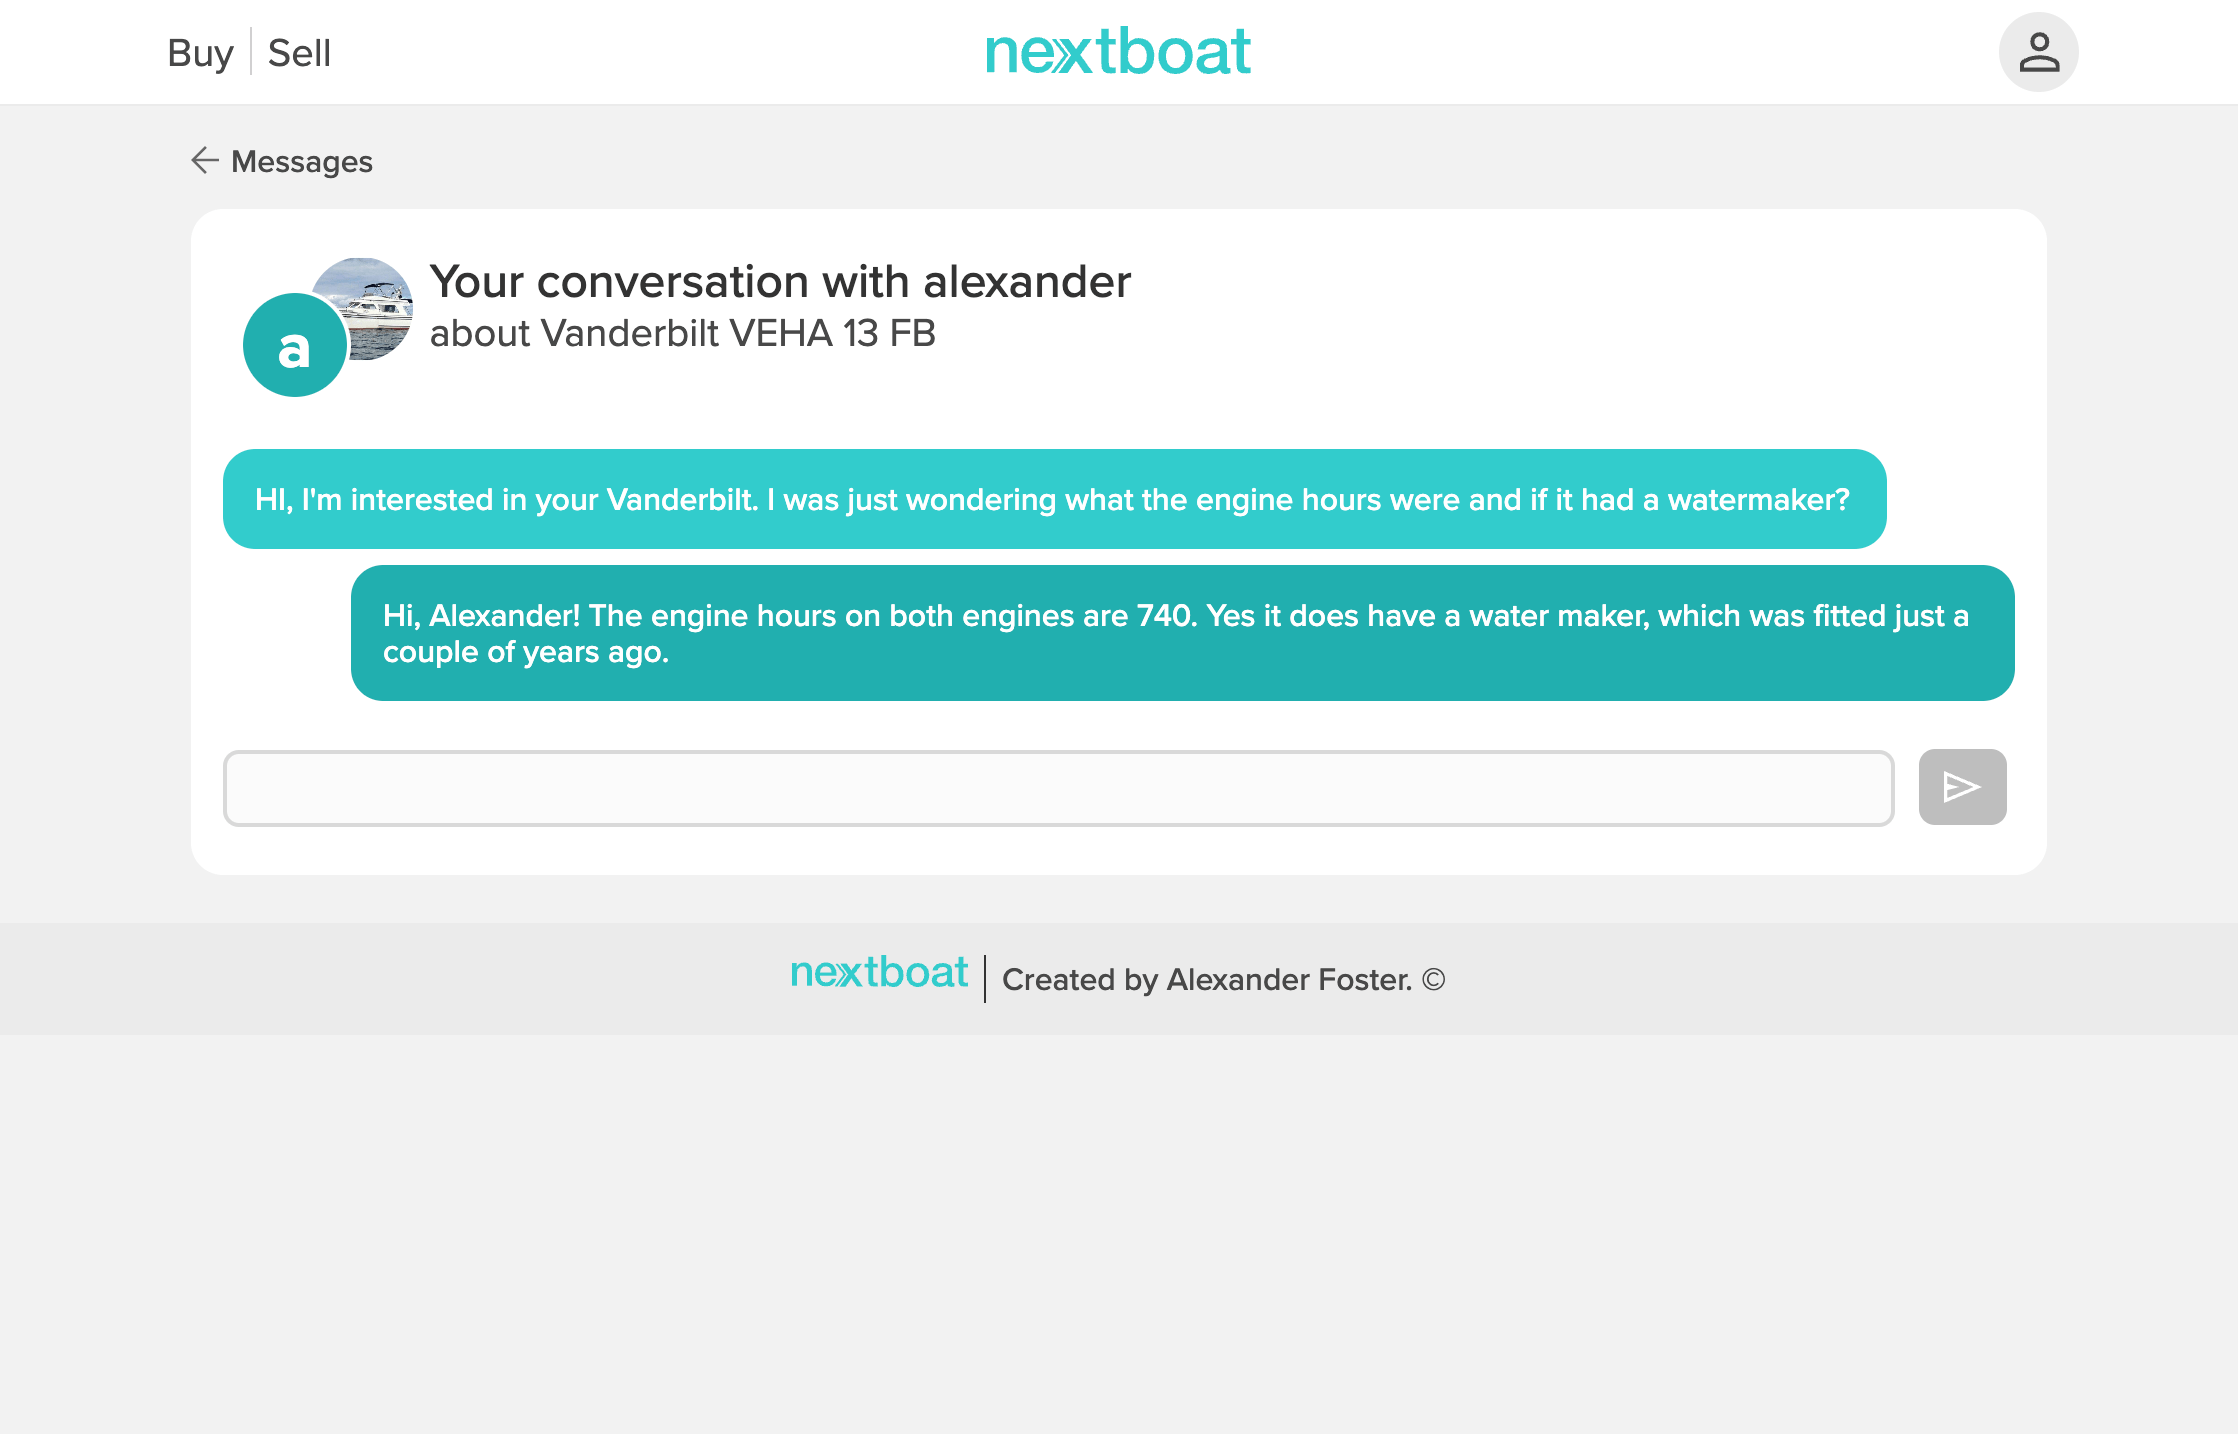 Buy Sell
nextboat
Messages
Your conversation with alexander
about Vanderbilt VEHA 13 FB
a
HI, I'm interested in your Vanderbilt. I was just wondering what the engine hours were and if it had a watermaker?
Hi, Alexander! The engine hours on both engines are 740. Yes it does have a water maker, which was fitted just a
couple of years ago.
nextboat Created by Alexander Foster. ©